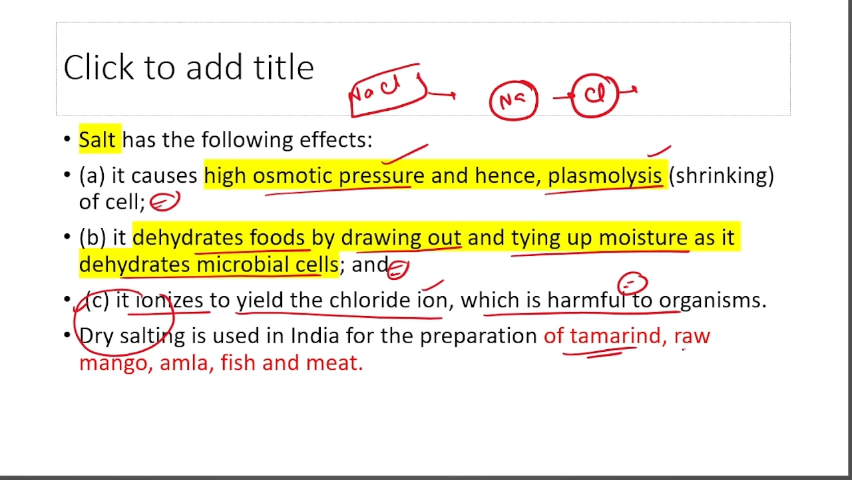 Click to add title
NaCl Na Cl
• Salt has the following effects:
• (a) it causes high osmotic pressure and hence, plasmolysis (shrinking)
of cell;
• (b) it dehydrates foods by drawing out and tying up moisture as it
dehydrates microbial cells; and
• (c) it ionizes to yield the chloride ion, which is harmful to organisms.
• Dry salting is used in India for the preparation of tamarind, raw
mango, amla, fish and meat.